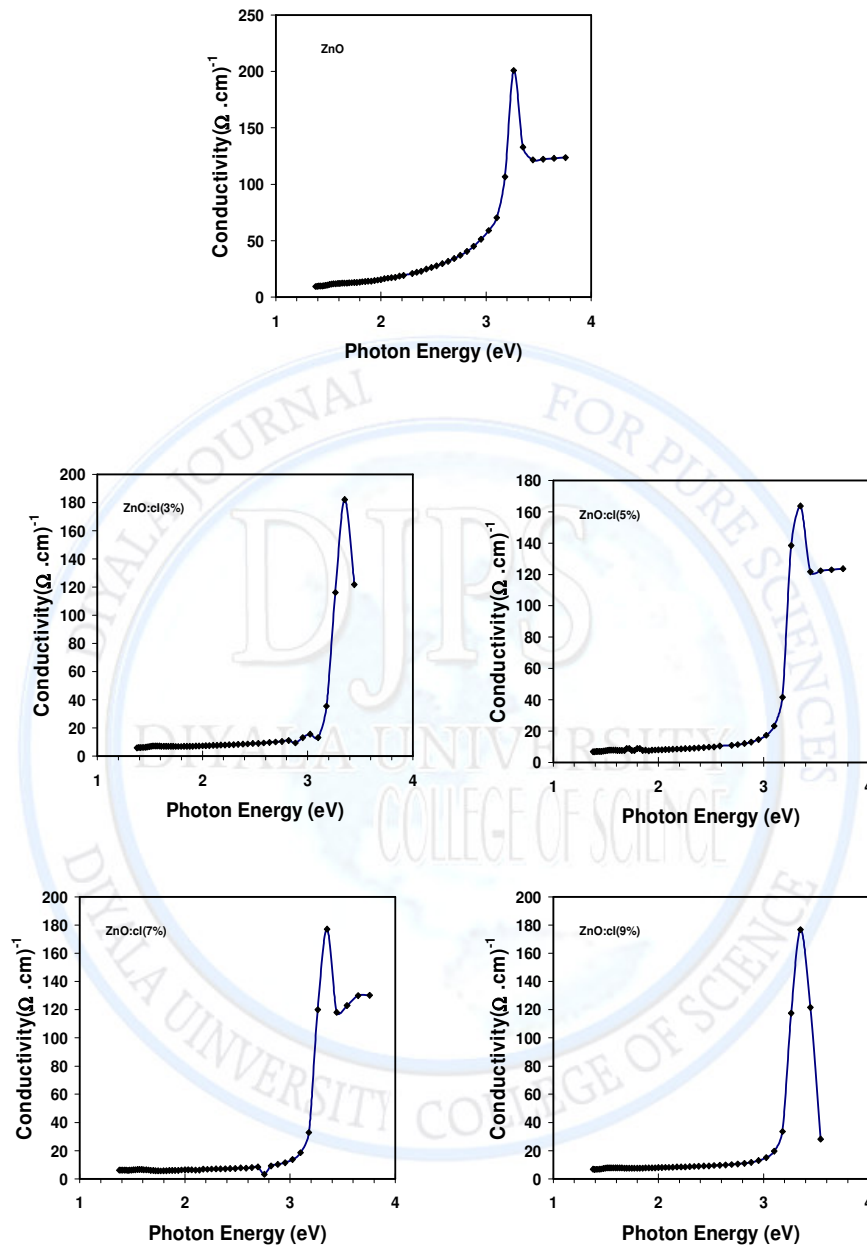 ZnO
Conductivity(Ω .cm)⁻¹
250
200
150
100
50
0
1 2 3 4
Photon Energy (eV)
ZnO:cl(3%)
Conductivity(Ω .cm)⁻¹
200
180
160
140
120
100
80
60
40
20
0
1 2 3 4
Photon Energy (eV)
ZnO:cl(5%)
Conductivity(Ω .cm)⁻¹
180
160
140
120
100
80
60
40
20
0
1 2 3 4
Photon Energy (eV)
ZnO:cl(7%)
Conductivity(Ω .cm)⁻¹
200
180
160
140
120
100
80
60
40
20
0
1 2 3 4
Photon Energy (eV)
ZnO:cl(9%)
Conductivity(Ω .cm)⁻¹
200
180
160
140
120
100
80
60
40
20
0
1 2 3 4
Photon Energy (eV)
DIYALA JOURNAL
FOR PURE SCIENCES
DJPS
DIYALA UNIVERSITY
COLLEGE OF SCIENCE
DIYALA UINVERSITY COLLEGE OF SCIENCE